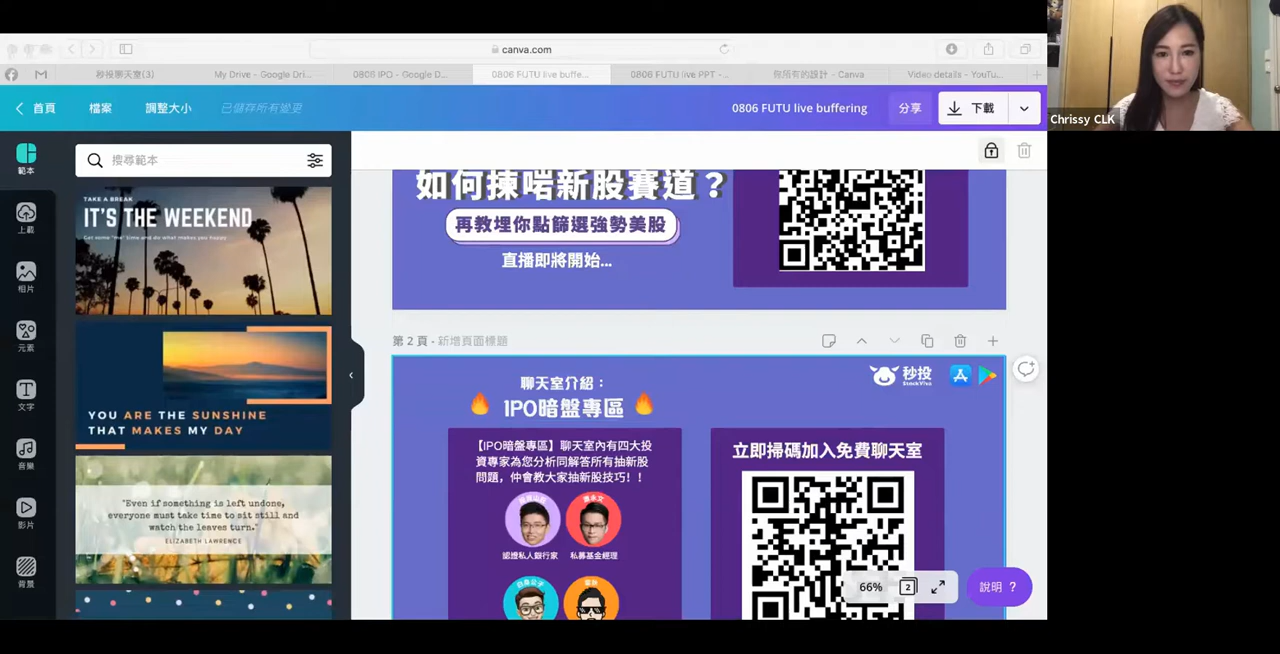 canva.com
秒投聊天室(3)
My Drive - Google Dri...
0806 IPO - Google D...
0806 FUTU live buffe...
0806 FUTU live PPT -...
你所有的設計 - Canva
Video details - YouTu...
首頁
檔案
調整大小
已儲存所有變更
0806 FUTU live buffering
分享
下載
Chrissy CLK
範本
上載
相片
元素
文字
音樂
影片
背景
搜尋範本
TAKE A BREAK
IT'S THE WEEKEND
Get some "me" time and do what makes you happy
YOU ARE THE SUNSHINE
THAT MAKES MY DAY
"Even if something is left undone,
everyone must take time to sit still and
watch the leaves turn."
ELIZABETH LAWRENCE
如何揀啱新股賽道？
再教埋你點篩選強勢美股
直播即將開始...
第 2 頁 - 新增頁面標題
聊天室介紹：
IPO暗盤專區
秒投
StockViva
【IPO暗盤專區】聊天室內有四大投
資專家為您分析同解答所有抽新股
問題，仲會教大家抽新股技巧！！
認證私人銀行家
私募基金經理
立即掃碼加入免費聊天室
66%
2
說明 ?